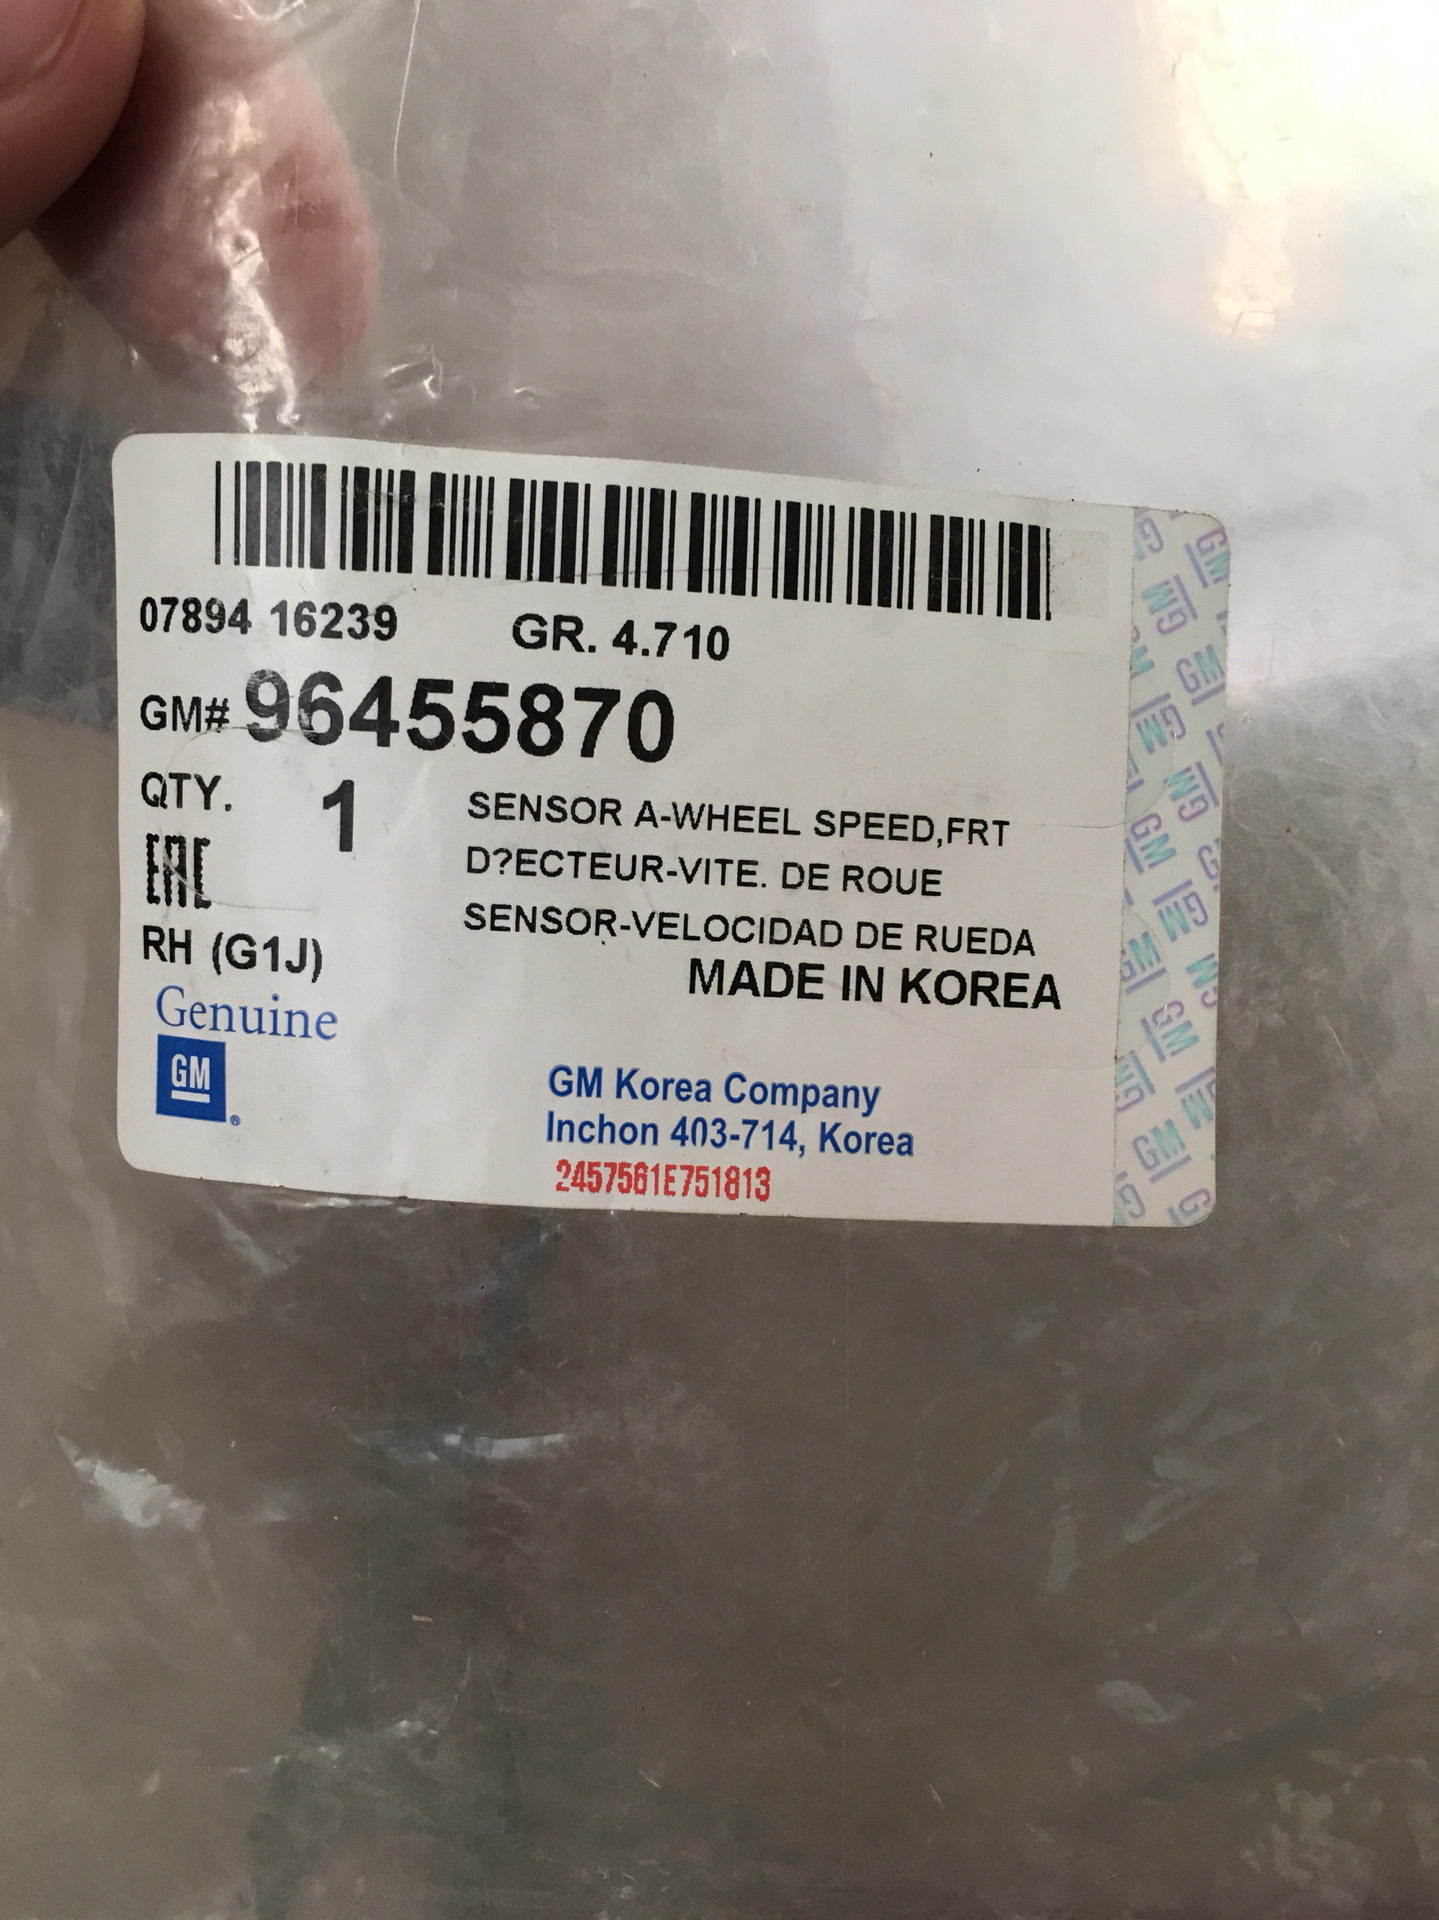 07894 16239 GR. 4.710
GM# 96455870
QTY. 1
SENSOR A-WHEEL SPEED,FRT
D?ECTEUR-VITE. DE ROUE
EAC
SENSOR-VELOCIDAD DE RUEDA
RH (G1J)
MADE IN KOREA
Genuine
GM
®
GM Korea Company
Inchon 403-714, Korea
2457561E751813